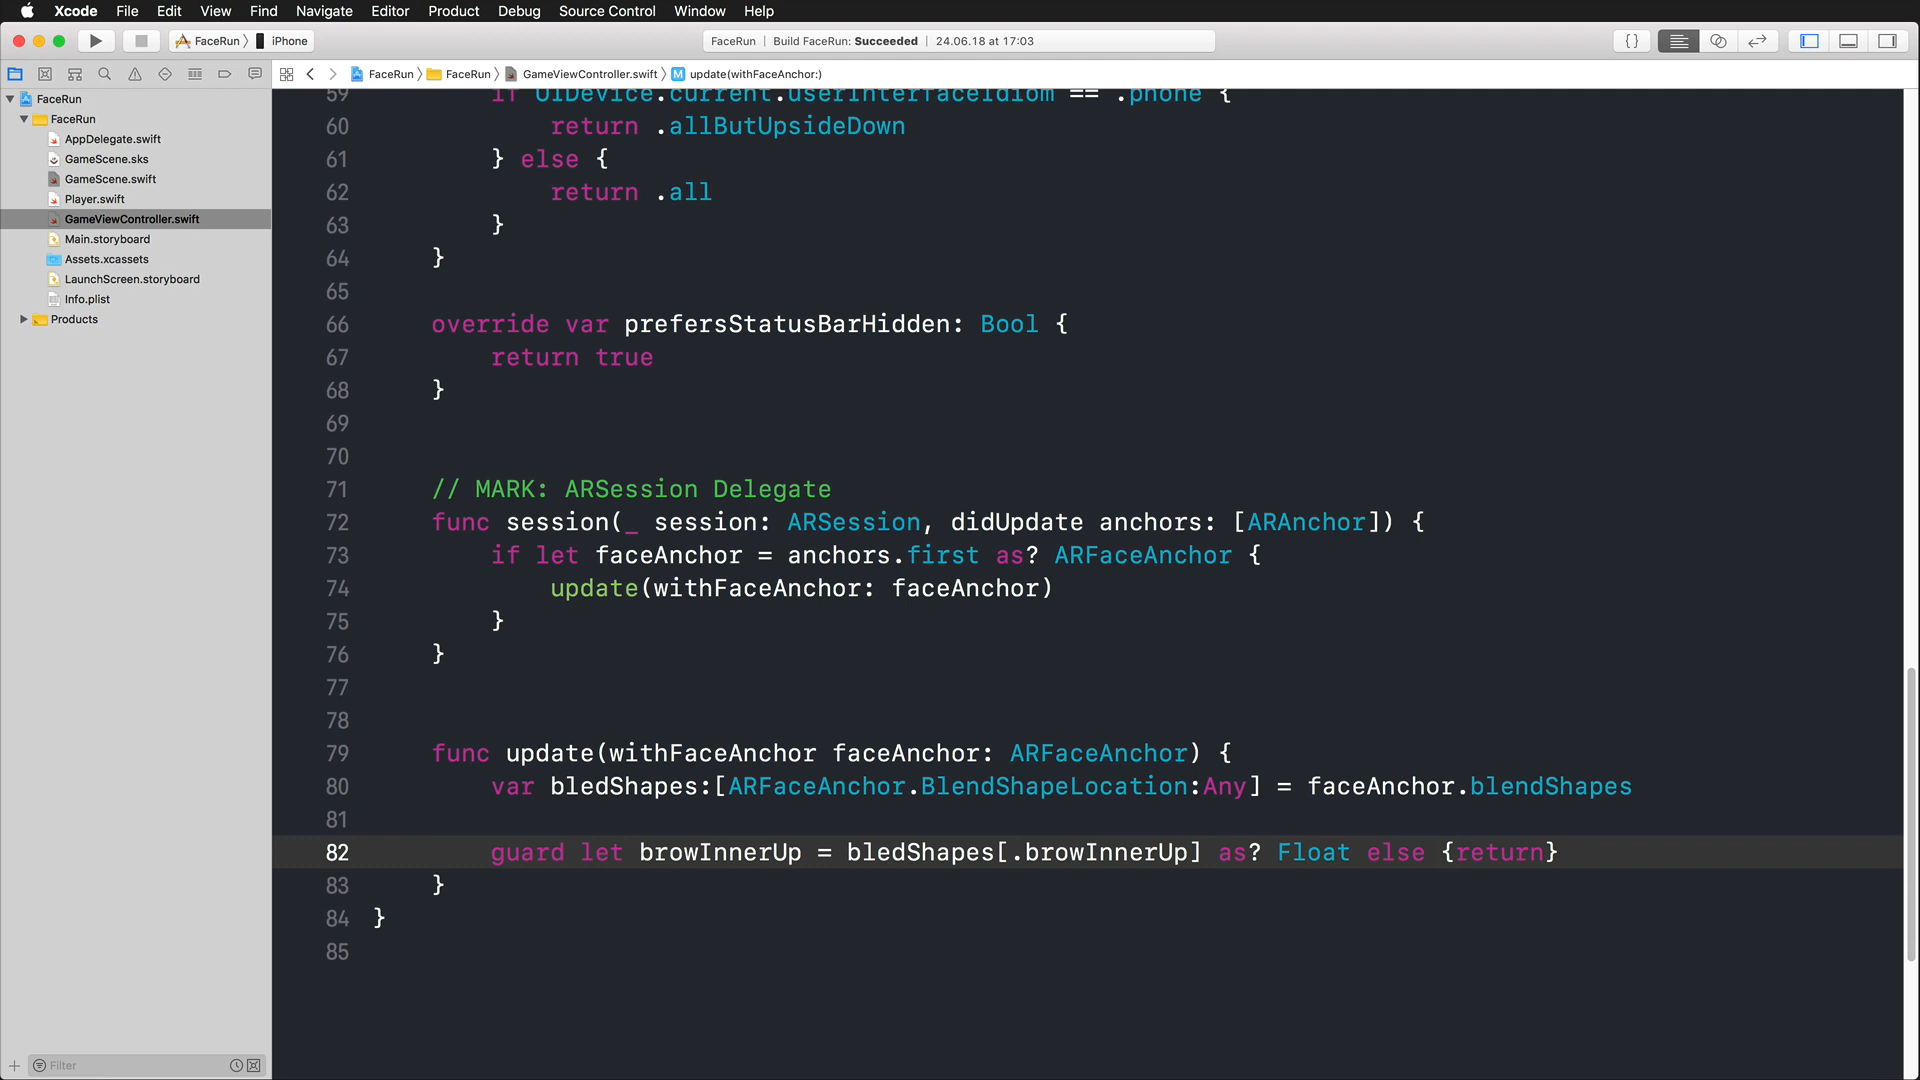 Xcode File Edit View Find Navigate Editor Product Debug Source Control Window Help
FaceRun iPhone FaceRun | Build FaceRun: Succeeded | 24.06.18 at 17:03 {}
FaceRun FaceRun GameViewController.swift M update(withFaceAnchor:)
FaceRun
FaceRun
AppDelegate.swift
GameScene.sks
GameScene.swift
Player.swift
GameViewController.swift
Main.storyboard
Assets.xcassets
LaunchScreen.storyboard
Info.plist
Products
Filter
59 if UIDevice.current.userInterfaceIdiom == .phone {
60 return .allButUpsideDown
61 } else {
62 return .all
63 }
64 }
65
66 override var prefersStatusBarHidden: Bool {
67 return true
68 }
69
70
71 // MARK: ARSession Delegate
72 func session(_ session: ARSession, didUpdate anchors: [ARAnchor]) {
73 if let faceAnchor = anchors.first as? ARFaceAnchor {
74 update(withFaceAnchor: faceAnchor)
75 }
76 }
77
78
79 func update(withFaceAnchor faceAnchor: ARFaceAnchor) {
80 var bledShapes:[ARFaceAnchor.BlendShapeLocation:Any] = faceAnchor.blendShapes
81
82 guard let browInnerUp = bledShapes[.browInnerUp] as? Float else {return}
83 }
84 }
85